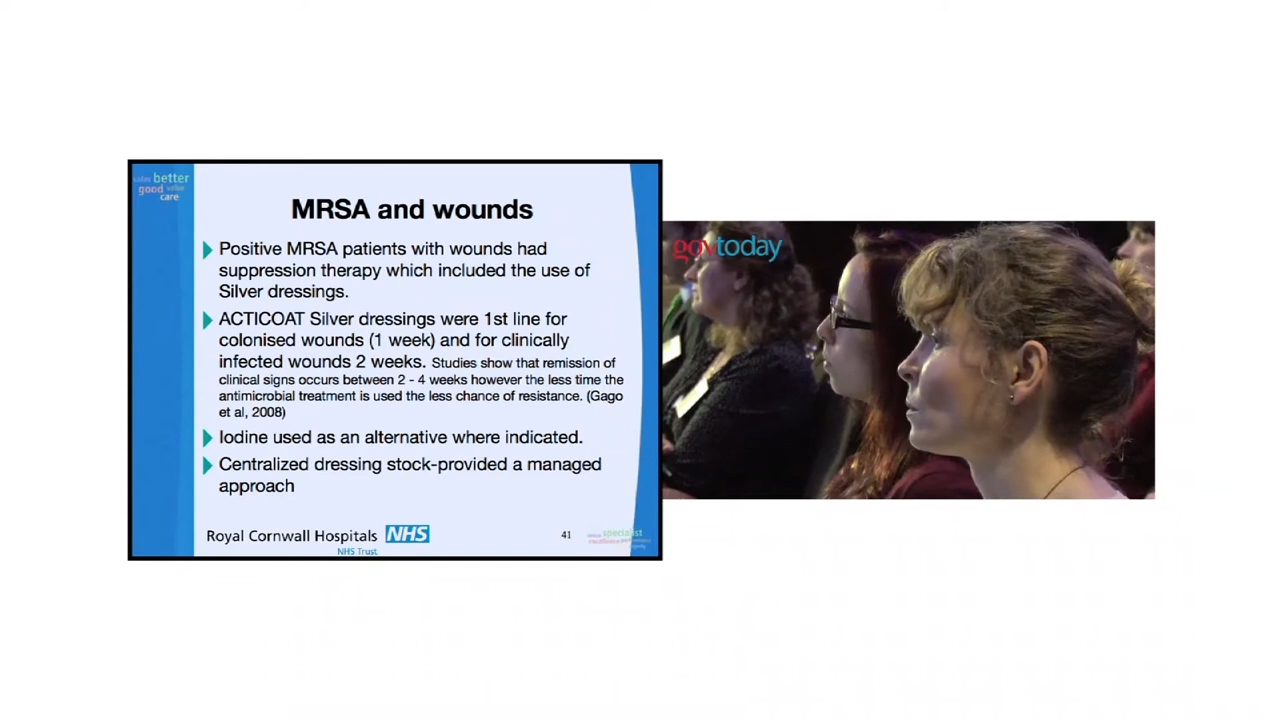 better
good value
care
MRSA and wounds
Positive MRSA patients with wounds had
suppression therapy which included the use of
Silver dressings.
ACTICOAT Silver dressings were 1st line for
colonised wounds (1 week) and for clinically
infected wounds 2 weeks. Studies show that remission of
clinical signs occurs between 2 - 4 weeks however the less time the
antimicrobial treatment is used the less chance of resistance. (Gago
et al, 2008)
Iodine used as an alternative where indicated.
Centralized dressing stock-provided a managed
approach
Royal Cornwall Hospitals NHS
NHS Trust
41
specialist
govtoday